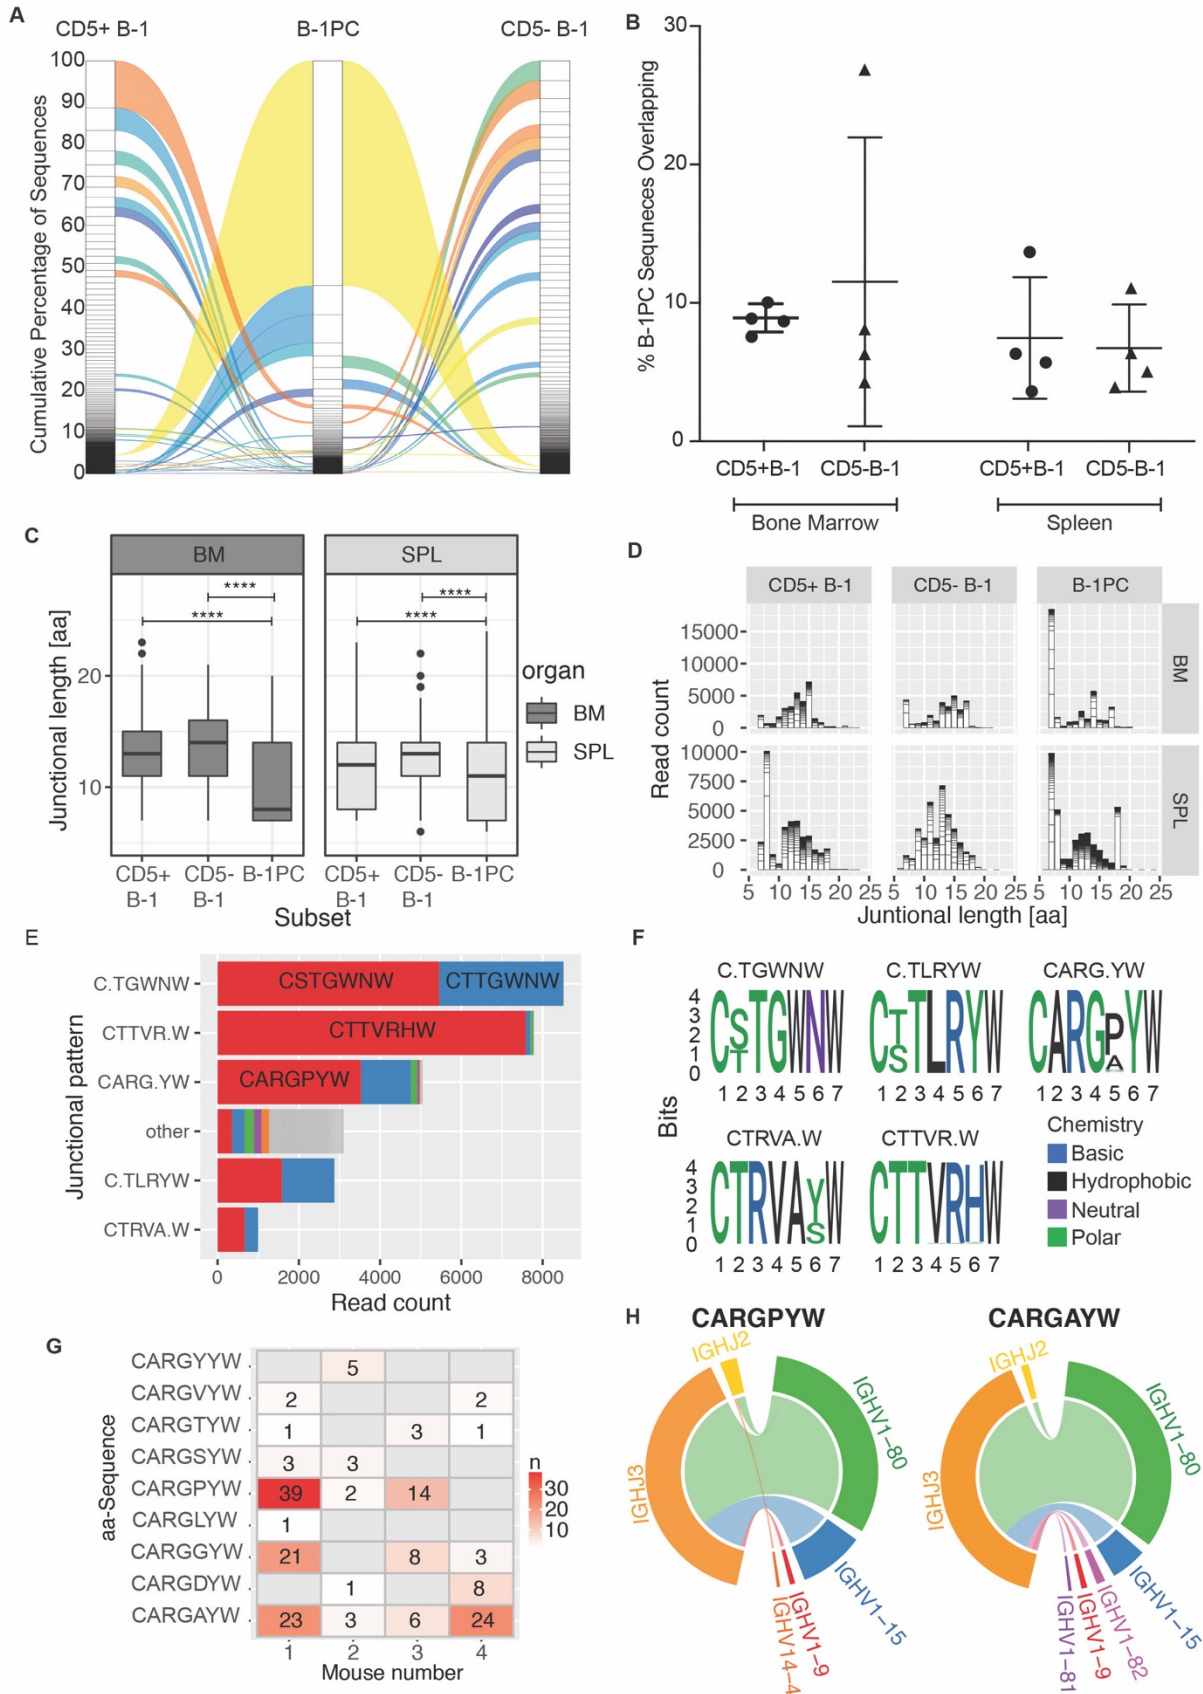 A
CD5+ B-1
B-1PC
CD5- B-1
Cumulative Percentage of Sequences
100
90
80
70
60
50
40
30
20
10
0
B
% B-1PC Sequneces Overlapping
30
20
10
0
CD5+B-1
CD5-B-1
CD5+B-1
CD5-B-1
Bone Marrow
Spleen
C
BM
SPL
****
****
****
****
Junctional length [aa]
20
10
CD5+ B-1
CD5- B-1
B-1PC
CD5+ B-1
CD5- B-1
B-1PC
Subset
organ
BM
SPL
D
CD5+ B-1
CD5- B-1
B-1PC
BM
SPL
Read count
15000
10000
5000
0
10000
7500
5000
2500
0
5 10 15 20 25
5 10 15 20 25
5 10 15 20 25
Juntional length [aa]
E
Junctional pattern
C.TGWNW
CSTGWNW
CTTGWNW
CTTVR.W
CTTVRHW
CARG.YW
CARGPYW
other
C.TLRYW
CTRVA.W
0 2000 4000 6000 8000
Read count
F
Bits
C.TGWNW
C.TLRYW
CARG.YW
4
3
2
1
0
CSTGWNW
T
CTTLRYW
S
CARGPYW
A
1 2 3 4 5 6 7
1 2 3 4 5 6 7
1 2 3 4 5 6 7
CTRVA.W
CTTVR.W
4
3
2
1
0
CTRVAYW
S
CTTVRHW
1 2 3 4 5 6 7
1 2 3 4 5 6 7
Chemistry
Basic
Hydrophobic
Neutral
Polar
G
aa-Sequence
CARGYYW 5
CARGVYW 2 2
CARGTYW 1 3 1
CARGSYW 3 3
CARGPYW 39 2 14
CARGLYW 1
CARGGYW 21 8 3
CARGDYW 1 8
CARGAYW 23 3 6 24
1 2 3 4
Mouse number
n
30
20
10
H
CARGPYW
IGHJ2
IGHJ3
IGHV1-80
IGHV1-15
IGHV1-9
IGHV14-4
CARGAYW
IGHJ2
IGHJ3
IGHV1-80
IGHV1-15
IGHV1-82
IGHV1-9
IGHV1-81